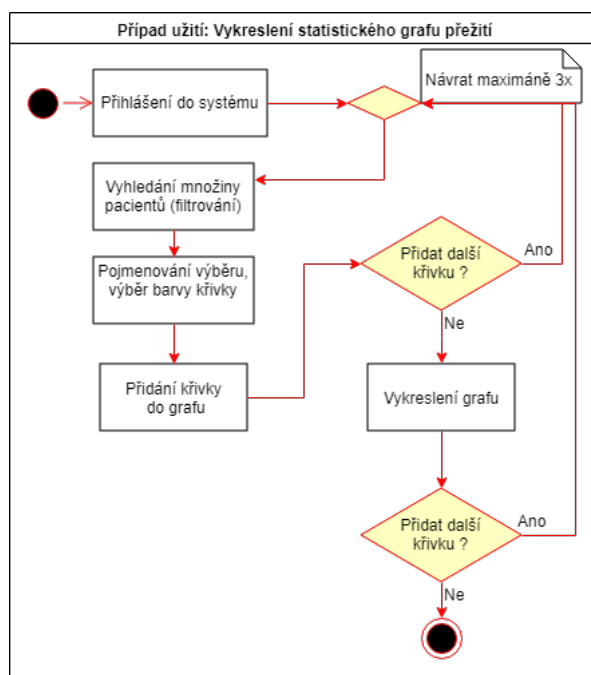 Případ užití: Vykreslení statistického grafu přežití
Návrat maximáně 3x
Přihlášení do systému
Vyhledání množiny
pacientů (filtrování)
Pojmenování výběru,
výběr barvy křivky
Přidání křivky
do grafu
Přidat další
křivku ?
Ano
Ne
Vykreslení grafu
Přidat další
křivku ?
Ano
Ne